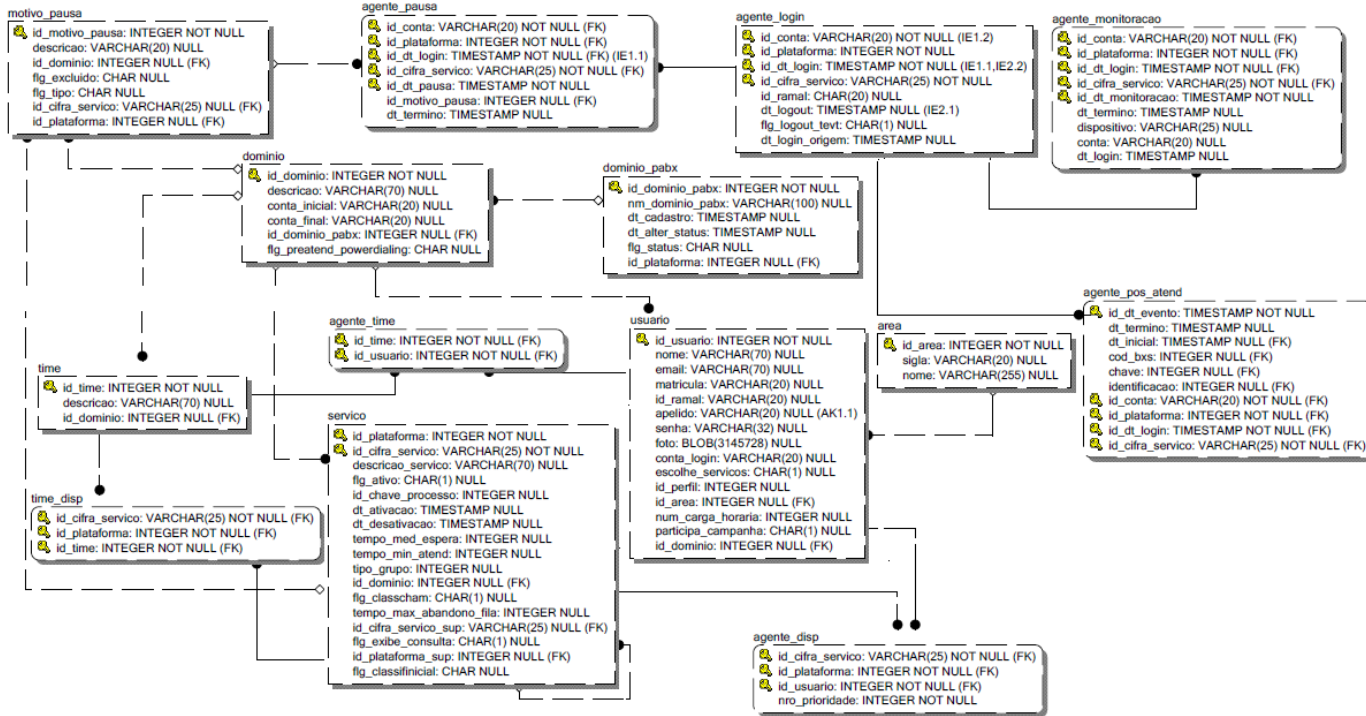 motivo_pausa
id_motivo_pausa: INTEGER NOT NULL
descricao: VARCHAR(20) NULL
id_dominio: INTEGER NULL (FK)
flg_excluido: CHAR NULL
flg_tipo: CHAR NULL
id_cifra_servico: VARCHAR(25) NULL (FK)
id_plataforma: INTEGER NULL (FK)
agente_pausa
id_conta: VARCHAR(20) NOT NULL (FK)
id_plataforma: INTEGER NOT NULL (FK)
id_dt_login: TIMESTAMP NOT NULL (FK) (IE1.1)
id_cifra_servico: VARCHAR(25) NOT NULL (FK)
id_dt_pausa: TIMESTAMP NOT NULL
id_motivo_pausa: INTEGER NULL (FK)
dt_termino: TIMESTAMP NULL
agente_login
id_conta: VARCHAR(20) NOT NULL (IE1.2)
id_plataforma: INTEGER NOT NULL
id_dt_login: TIMESTAMP NOT NULL (IE1.1,IE2.2)
id_cifra_servico: VARCHAR(25) NOT NULL
id_ramal: CHAR(20) NULL
dt_logout: TIMESTAMP NULL (IE2.1)
flg_logout_tevt: CHAR(1) NULL
dt_login_origem: TIMESTAMP NULL
agente_monitoracao
id_conta: VARCHAR(20) NOT NULL (FK)
id_plataforma: INTEGER NOT NULL (FK)
id_dt_login: TIMESTAMP NOT NULL (FK)
id_cifra_servico: VARCHAR(25) NOT NULL (FK)
id_dt_monitoracao: TIMESTAMP NOT NULL
dt_termino: TIMESTAMP NULL
dispositivo: VARCHAR(25) NULL
conta: VARCHAR(20) NULL
dt_login: TIMESTAMP NULL
dominio
id_dominio: INTEGER NOT NULL
descricao: VARCHAR(70) NULL
conta_inicial: VARCHAR(20) NULL
conta_final: VARCHAR(20) NULL
id_dominio_pabx: INTEGER NULL (FK)
flg_preatend_powerdialing: CHAR NULL
dominio_pabx
id_dominio_pabx: INTEGER NOT NULL
nm_dominio_pabx: VARCHAR(100) NULL
dt_cadastro: TIMESTAMP NULL
dt_alter_status: TIMESTAMP NULL
flg_status: CHAR NULL
id_plataforma: INTEGER NULL (FK)
agente_pos_atend
id_dt_evento: TIMESTAMP NOT NULL
dt_termino: TIMESTAMP NULL
dt_inicial: TIMESTAMP NULL (FK)
cod_bxs: INTEGER NULL (FK)
chave: INTEGER NULL (FK)
identificacao: INTEGER NULL (FK)
id_conta: VARCHAR(20) NOT NULL (FK)
id_plataforma: INTEGER NOT NULL (FK)
id_dt_login: TIMESTAMP NOT NULL (FK)
id_cifra_servico: VARCHAR(25) NOT NULL (FK)
agente_time
id_time: INTEGER NOT NULL (FK)
id_usuario: INTEGER NOT NULL (FK)
usuario
id_usuario: INTEGER NOT NULL
nome: VARCHAR(70) NULL
email: VARCHAR(70) NULL
matricula: VARCHAR(20) NULL
id_ramal: VARCHAR(20) NULL
apelido: VARCHAR(20) NULL (AK1.1)
senha: VARCHAR(32) NULL
foto: BLOB(3145728) NULL
conta_login: VARCHAR(20) NULL
escolhe_servicos: CHAR(1) NULL
id_perfil: INTEGER NULL
id_area: INTEGER NULL (FK)
num_carga_horaria: INTEGER NULL
participa_campanha: CHAR(1) NULL
id_dominio: INTEGER NULL (FK)
area
id_area: INTEGER NOT NULL
sigla: VARCHAR(20) NULL
nome: VARCHAR(255) NULL
time
id_time: INTEGER NOT NULL
descricao: VARCHAR(70) NULL
id_dominio: INTEGER NULL (FK)
servico
id_plataforma: INTEGER NOT NULL
id_cifra_servico: VARCHAR(25) NOT NULL
descricao_servico: VARCHAR(70) NULL
flg_ativo: CHAR(1) NULL
id_chave_processo: INTEGER NULL
dt_ativacao: TIMESTAMP NULL
dt_desativacao: TIMESTAMP NULL
tempo_med_espera: INTEGER NULL
tempo_min_atend: INTEGER NULL
tipo_grupo: INTEGER NULL
id_dominio: INTEGER NULL (FK)
flg_classcham: CHAR(1) NULL
tempo_max_abandono_fila: INTEGER NULL
id_cifra_servico_sup: VARCHAR(25) NULL (FK)
flg_exibe_consulta: CHAR(1) NULL
id_plataforma_sup: INTEGER NULL (FK)
flg_classifinicial: CHAR NULL
time_disp
id_cifra_servico: VARCHAR(25) NOT NULL (FK)
id_plataforma: INTEGER NOT NULL (FK)
id_time: INTEGER NOT NULL (FK)
agente_disp
id_cifra_servico: VARCHAR(25) NOT NULL (FK)
id_plataforma: INTEGER NOT NULL (FK)
id_usuario: INTEGER NOT NULL (FK)
nro_prioridade: INTEGER NOT NULL